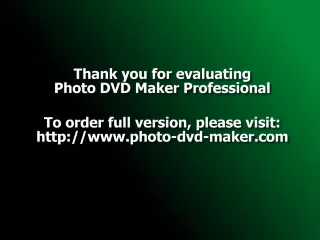 Thank you for evaluating
Photo DVD Maker Professional
To order full version, please visit:
http://www.photo-dvd-maker.com